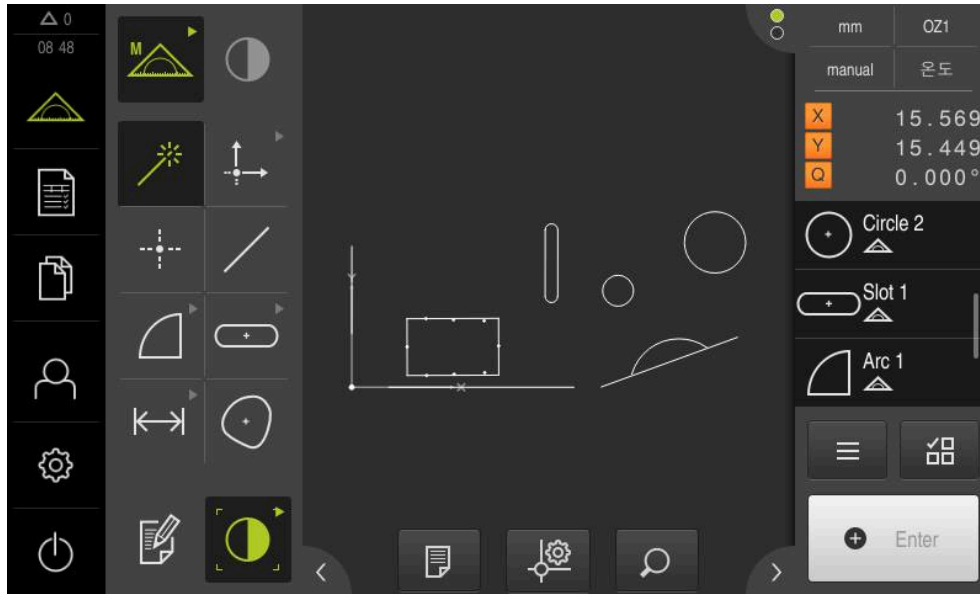 0
08 48
M
mm
OZ1
manual
온도
X 15.569
Y 15.449
Q 0.000°
Circle 2
Slot 1
Arc 1
Enter
Y
X